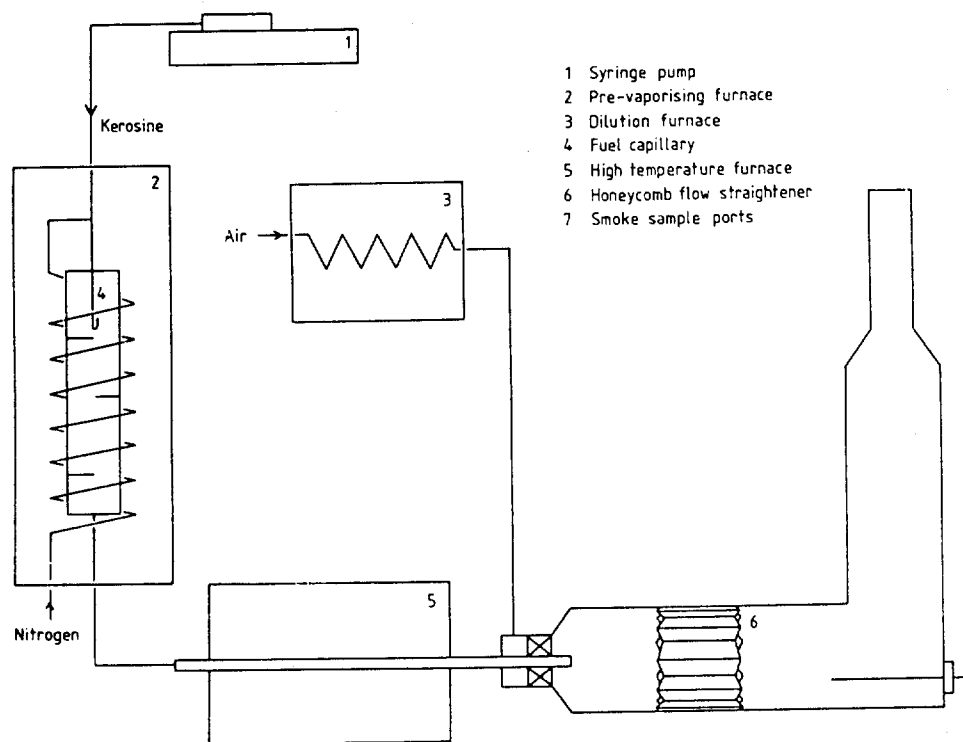 1
Kerosine
2
4
Nitrogen
Air
3
5
6
1 Syringe pump
2 Pre-vaporising furnace
3 Dilution furnace
4 Fuel capillary
5 High temperature furnace
6 Honeycomb flow straightener
7 Smoke sample ports